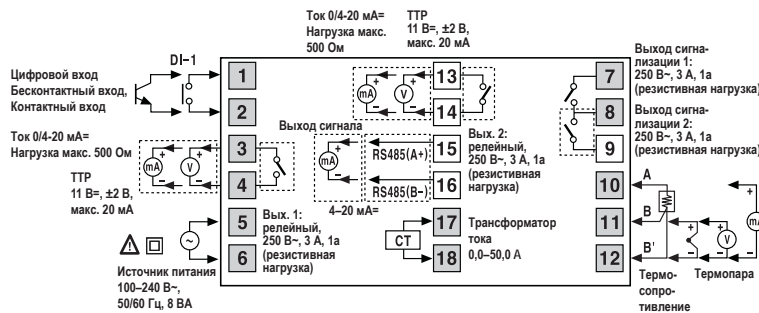 Ток 0/4-20 мА=
Нагрузка макс.
500 Ом
ТТР
11 В=, ±2 В,
макс. 20 мА
Цифровой вход
Бесконтактный вход,
Контактный вход
DI-1
1
2
Ток 0/4-20 мА=
Нагрузка макс. 500 Ом
mA
+
−
V
+
−
3
4
ТТР
11 В=, ±2 В,
макс. 20 мА
Источник питания
100–240 В~,
50/60 Гц, 8 ВА
5
6
Вых. 1:
релейный,
250 В~, 3 А, 1а
(резистивная
нагрузка)
mA
+
−
V
+
−
13
14
Выход сигнала
mA
+
−
RS485(A+)
RS485(B−)
4–20 мА=
15
16
Вых. 2:
релейный,
250 В~, 3 А, 1а
(резистивная
нагрузка)
CT
17
18
Трансформатор
тока
0,0–50,0 А
7
8
9
Выход сигна-
лизации 1:
250 В~, 3 А, 1а
(резистивная нагрузка)
Выход сигна-
лизации 2:
250 В~, 3 А, 1а
(резистивная нагрузка)
10
11
12
A
B
B'
+
−
V
+
−
+
−
Термо-
сопро-
тивление
Термопара